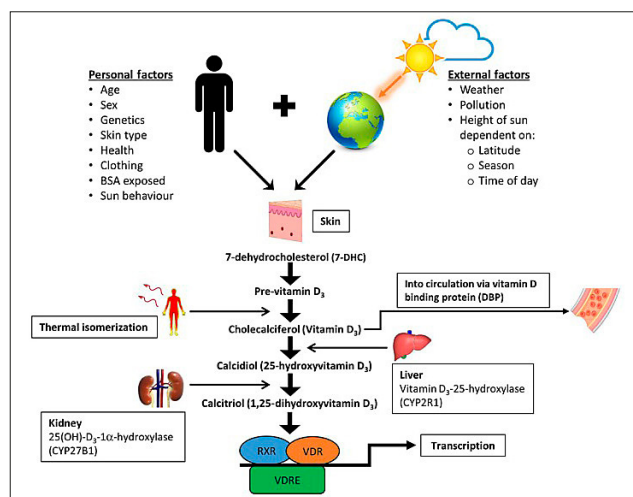 Personal factors
• Age
• Sex
• Genetics
• Skin type
• Health
• Clothing
• BSA exposed
• Sun behaviour
External factors
• Weather
• Pollution
• Height of sun
dependent on:
o Latitude
o Season
o Time of day
Skin
7-dehydrocholesterol (7-DHC)
Pre-vitamin D₃
Into circulation via vitamin D
binding protein (DBP)
Thermal isomerization
Cholecalciferol (Vitamin D₃)
Calcidiol (25-hydroxyvitamin D₃)
Liver
Vitamin D₃-25-hydroxylase
(CYP2R1)
Calcitriol (1,25-dihydroxyvitamin D₃)
Kidney
25(OH)-D₃-1α-hydroxylase
(CYP27B1)
RXR
VDR
VDRE
Transcription